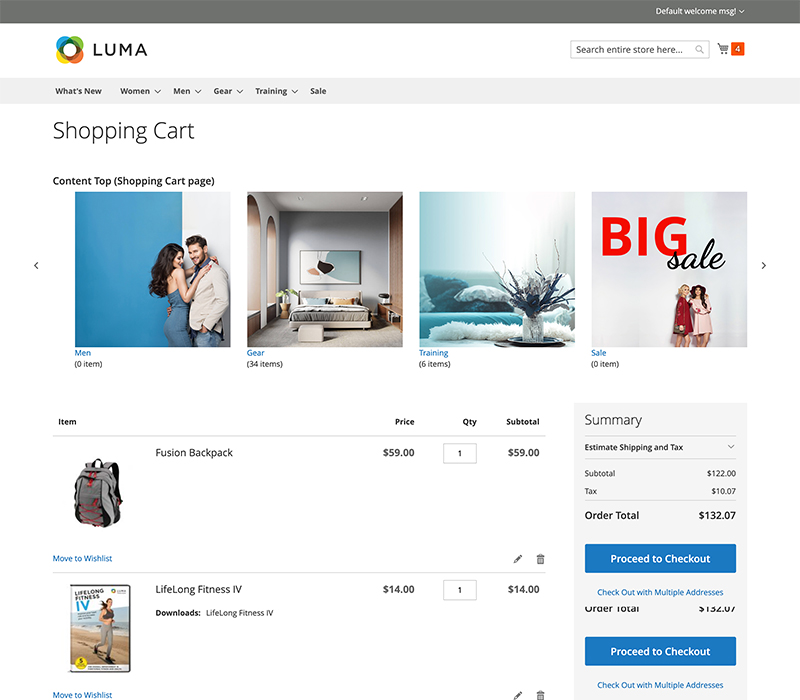 Default welcome msg!
LUMA
Search entire store here...
4
What's New Women Men Gear Training Sale
Shopping Cart
Content Top (Shopping Cart page)
BIG
sale
Men Gear Training Sale
(0 item) (34 items) (6 items) (0 item)
Item Price Qty Subtotal
Fusion Backpack $59.00 1 $59.00
Move to Wishlist
LifeLong Fitness IV $14.00 1 $14.00
Downloads: LifeLong Fitness IV
LIFELONG
FITNESS
IV
LUMA
5
Move to Wishlist
Summary
Estimate Shipping and Tax
Subtotal $122.00
Tax $10.07
Order Total $132.07
Proceed to Checkout
Check Out with Multiple Addresses
Order Total $132.07
Proceed to Checkout
Check Out with Multiple Addresses